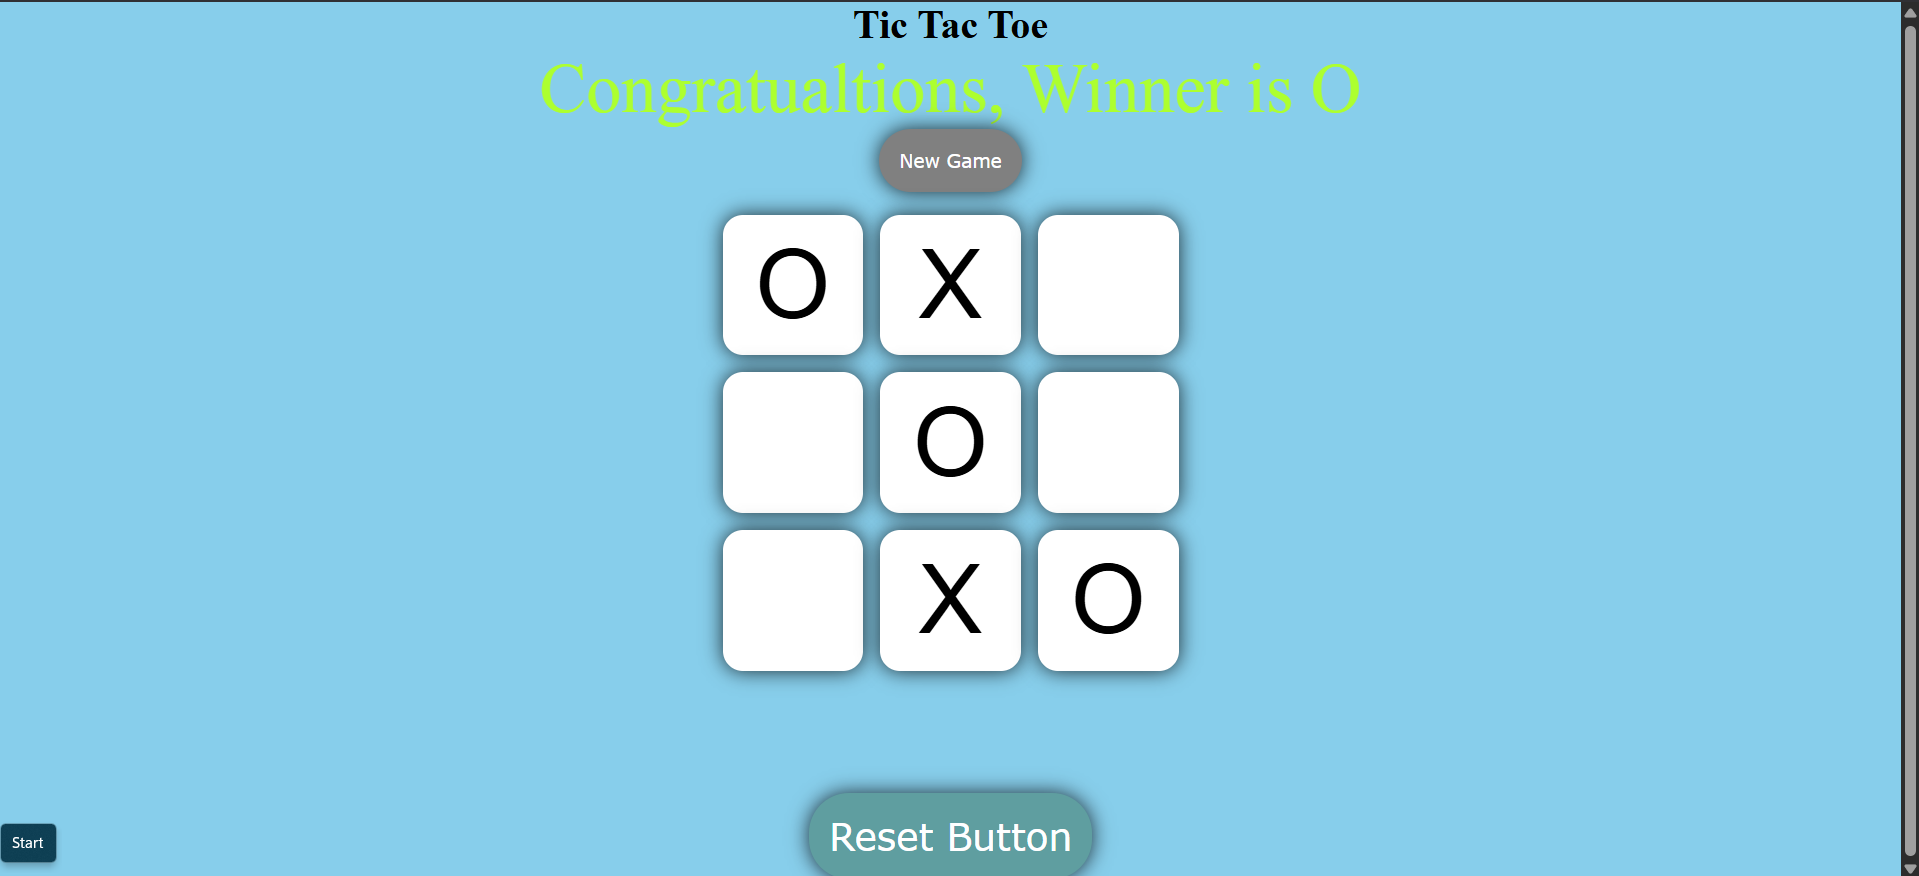 Tic Tac Toe
Congratualtions, Winner is O
New Game
O X
O
X O
Reset Button
Start